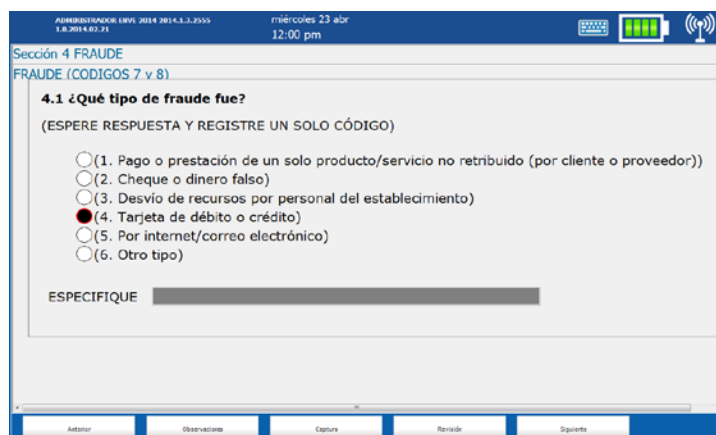 ADMINISTRADOR ENVE 2014 2014.1.3.2555
1.0.2014.02.21
miércoles 23 abr
12:00 pm
Sección 4 FRAUDE
FRAUDE (CODIGOS 7 y 8)
4.1 ¿Qué tipo de fraude fue?
(ESPERE RESPUESTA Y REGISTRE UN SOLO CÓDIGO)
(1. Pago o prestación de un solo producto/servicio no retribuido (por cliente o proveedor))
(2. Cheque o dinero falso)
(3. Desvío de recursos por personal del establecimiento)
(4. Tarjeta de débito o crédito)
(5. Por internet/correo electrónico)
(6. Otro tipo)
ESPECIFIQUE
Anterior Observaciones Captura Revisión Siguiente